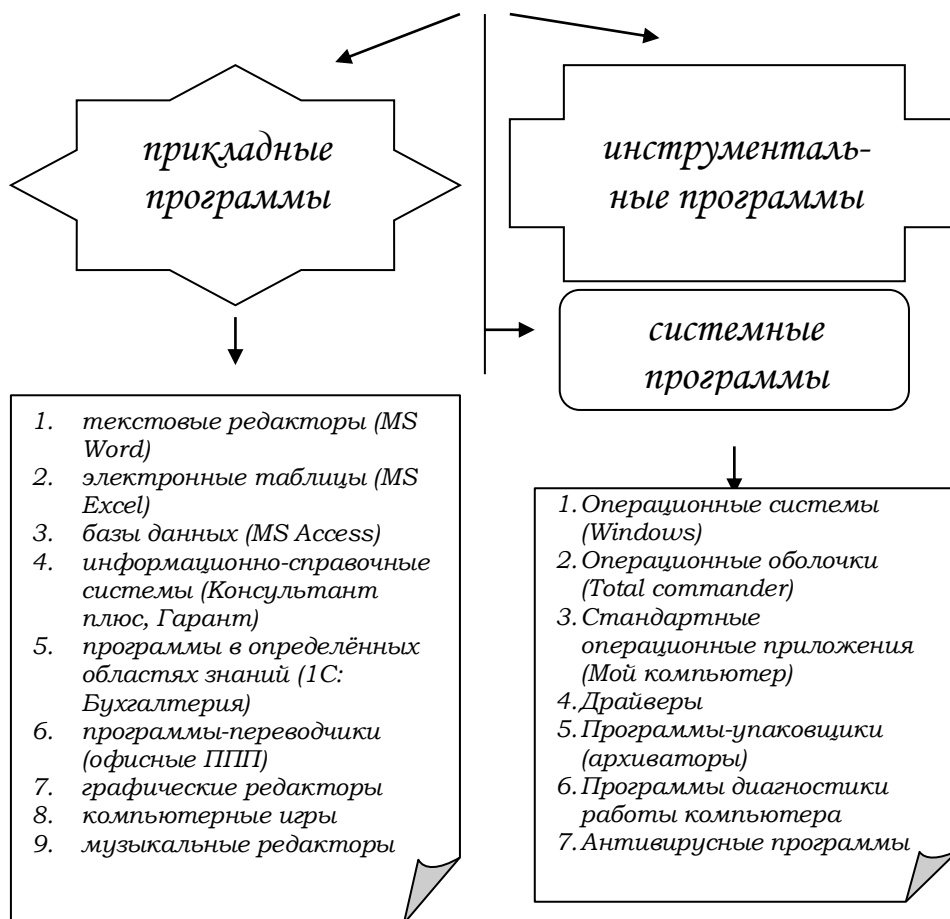 прикладные
программы
инструменталь-
ные программы
системные
программы
1. текстовые редакторы (MS
Word)
2. электронные таблицы (MS
Excel)
3. базы данных (MS Access)
4. информационно-справочные
системы (Консультант
плюс, Гарант)
5. программы в определённых
областях знаний (1С:
Бухгалтерия)
6. программы-переводчики
(офисные ППП)
7. графические редакторы
8. компьютерные игры
9. музыкальные редакторы
1. Операционные системы
(Windows)
2. Операционные оболочки
(Total commander)
3. Стандартные
операционные приложения
(Мой компьютер)
4. Драйверы
5. Программы-упаковщики
(архиваторы)
6. Программы диагностики
работы компьютера
7. Антивирусные программы